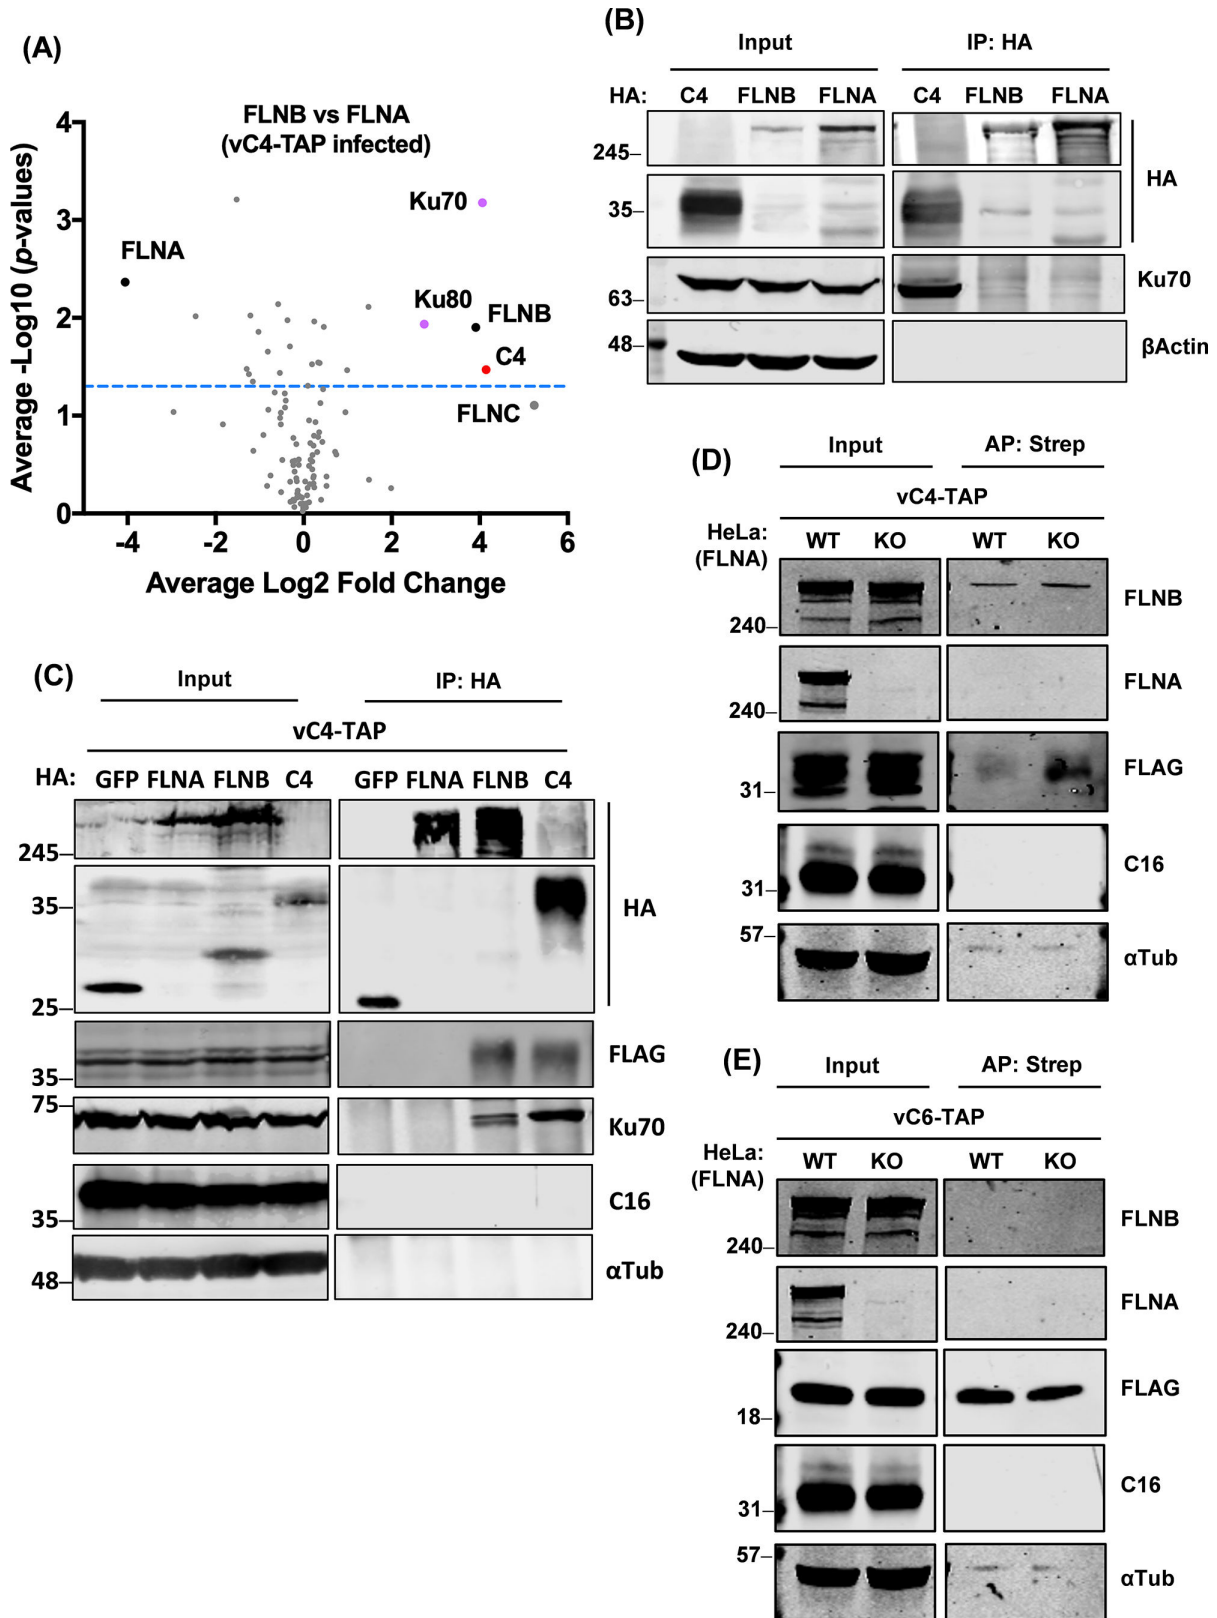 (A)
FLNB vs FLNA
(vC4-TAP infected)
Average -Log10 (p-values)
4
3
2
1
0
FLNA
Ku70
Ku80
FLNB
C4
FLNC
-4 -2 0 2 4 6
Average Log2 Fold Change
(B)
Input IP: HA
HA: C4 FLNB FLNA C4 FLNB FLNA
245
35
HA
63
Ku70
48
βActin
(C)
Input IP: HA
vC4-TAP
HA: GFP FLNA FLNB C4 GFP FLNA FLNB C4
245
35
25
HA
35
FLAG
75
Ku70
35
C16
48
αTub
(D)
Input AP: Strep
vC4-TAP
HeLa:
(FLNA)
WT KO WT KO
240
FLNB
240
FLNA
31
FLAG
31
C16
57
αTub
(E)
Input AP: Strep
vC6-TAP
HeLa:
(FLNA)
WT KO WT KO
240
FLNB
240
FLNA
18
FLAG
31
C16
57
αTub